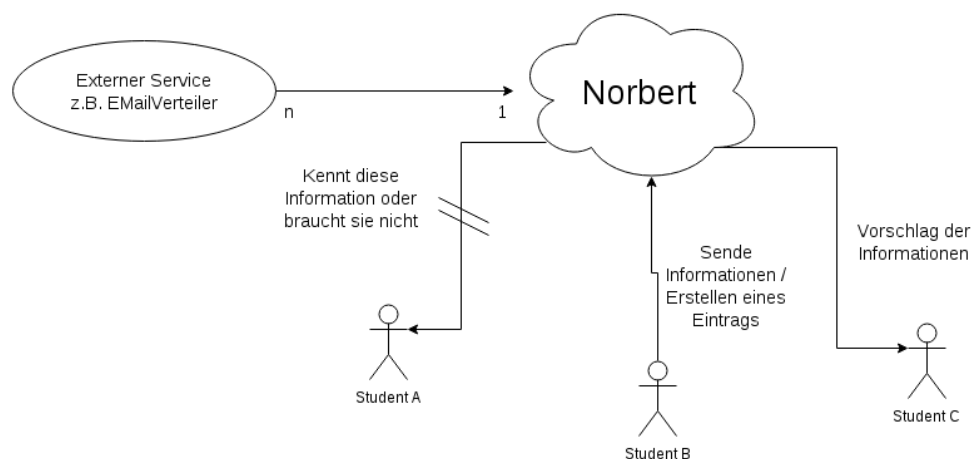 Externer Service
z.B. EMailVerteiler
n
1
Norbert
Kennt diese
Information oder
braucht sie nicht
Sende
Informationen /
Erstellen eines
Eintrags
Vorschlag der
Informationen
Student A
Student B
Student C